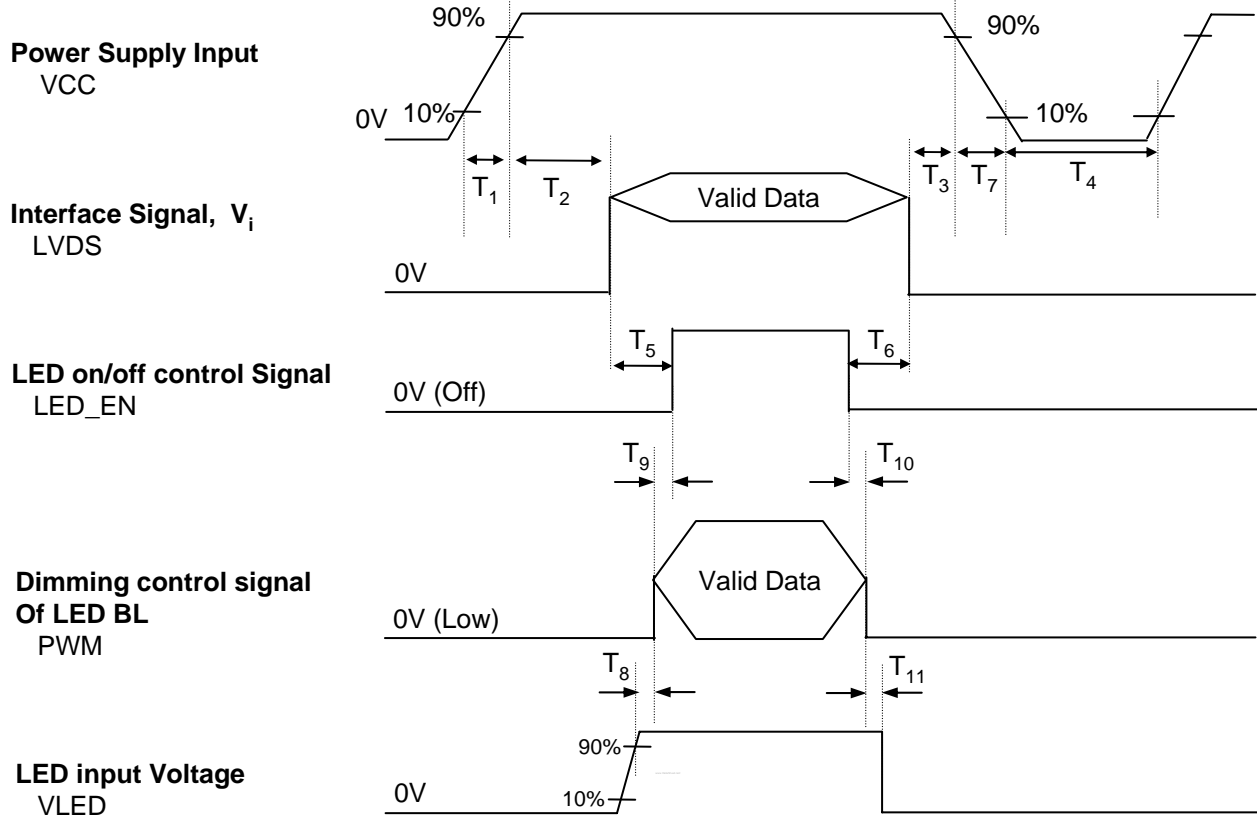 90%
90%
Power Supply Input
VCC
0V
10%
10%
T1
T2
T3
T7
T4
Valid Data
Interface Signal, Vi
LVDS
0V
T5
T6
LED on/off control Signal
LED_EN
0V (Off)
T9
T10
Valid Data
Dimming control signal
Of LED BL
PWM
0V (Low)
T8
T11
90%
LED input Voltage
VLED
0V
10%